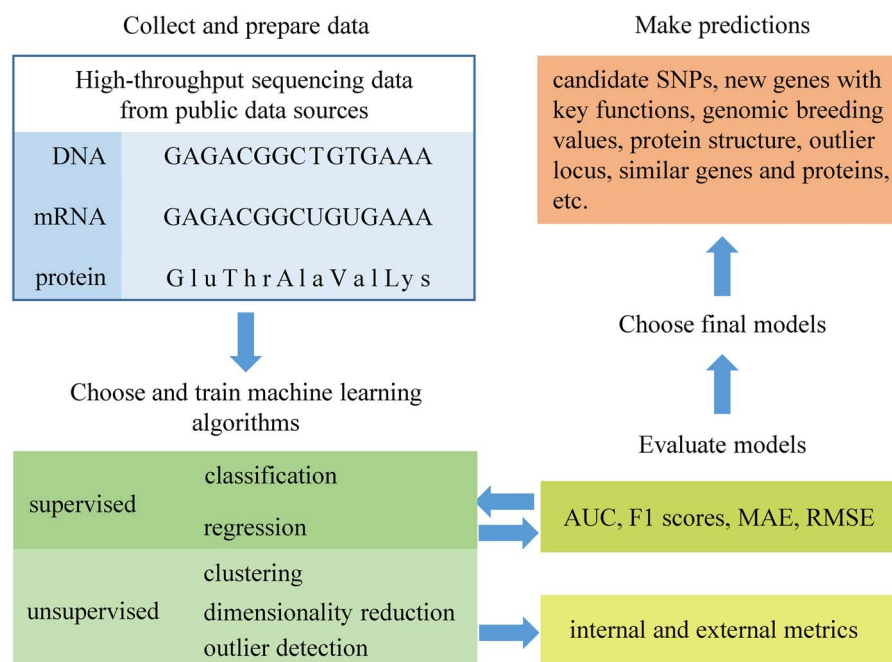 Collect and prepare data
High-throughput sequencing data
from public data sources
DNA
GAGACGGCTGTGAAA
mRNA
GAGACGGCUGUGAAA
protein
GluThrAlaValLys
Choose and train machine learning
algorithms
supervised
classification
regression
unsupervised
clustering
dimensionality reduction
outlier detection
Make predictions
candidate SNPs, new genes with
key functions, genomic breeding
values, protein structure, outlier
locus, similar genes and proteins,
etc.
Choose final models
Evaluate models
AUC, F1 scores, MAE, RMSE
internal and external metrics